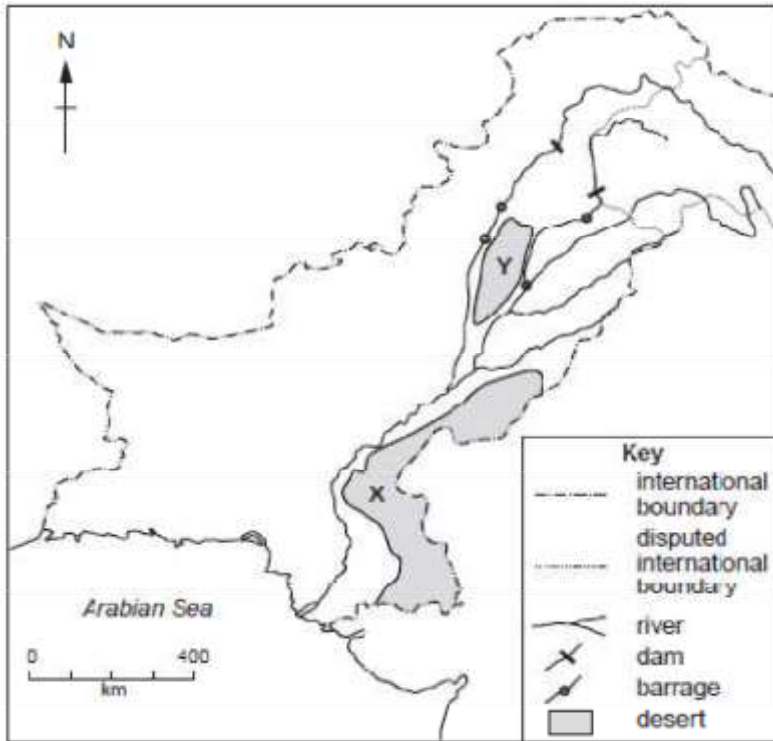 N
Y
X
Arabian Sea
0 400
km
Key
international
boundary
disputed
international
boundary
river
dam
barrage
desert